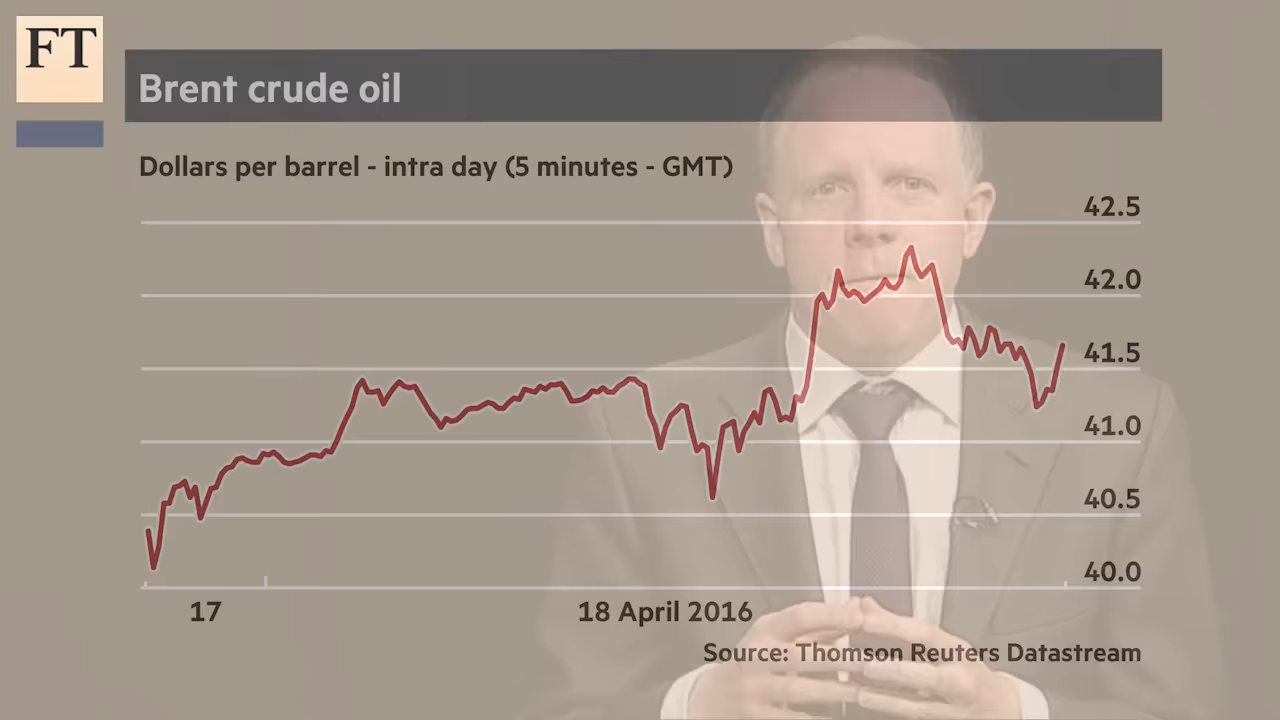 FT
Brent crude oil
Dollars per barrel - intra day (5 minutes - GMT)
42.5
42.0
41.5
41.0
40.5
40.0
17
18 April 2016
Source: Thomson Reuters Datastream